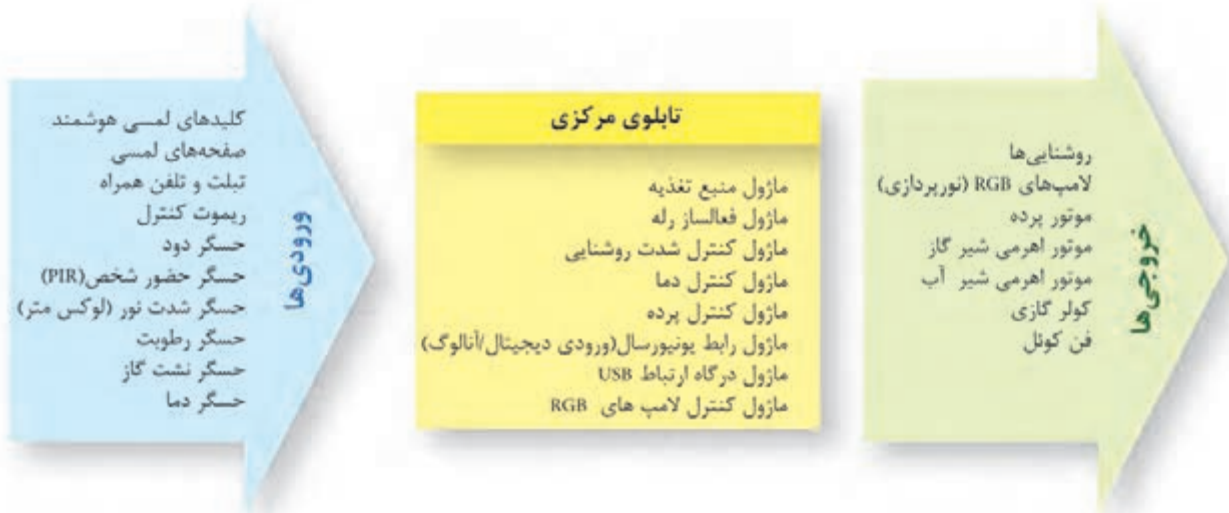 کلیدهای لمسی هوشمند
صفحه‌های لمسی
تبلت و تلفن همراه
ریموت کنترل
حسگر دود
حسگر حضور شخص(PIR)
حسگر شدت نور (لوکس متر)
حسگر رطوبت
حسگر نشت گاز
حسگر دما
ورودی‌ها
تابلوی مرکزی
ماژول منبع تغذیه
ماژول فعالساز رله
ماژول کنترل شدت روشنایی
ماژول کنترل دما
ماژول کنترل پرده
ماژول رابط یونیورسال(ورودی دیجیتال/آنالوگ)
ماژول درگاه ارتباط USB
ماژول کنترل لامپ های RGB
روشنایی‌ها
لامپ‌های RGB (نورپردازی)
موتور پرده
موتور اهرمی شیر گاز
موتور اهرمی شیر آب
کولر گازی
فن کوئل
خروجی‌ها